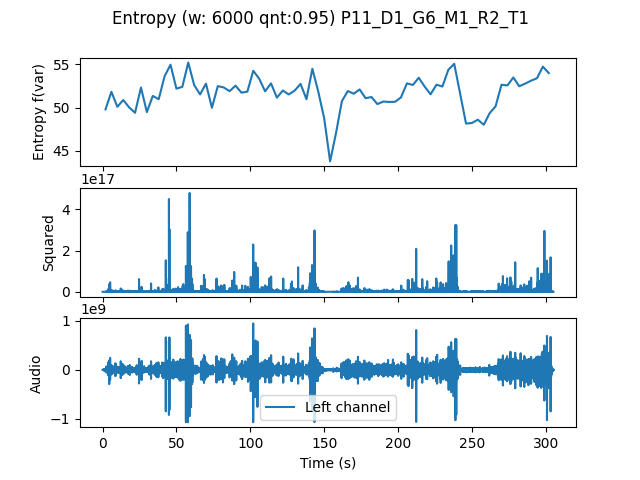 Entropy (w: 6000 qnt:0.95) P11_D1_G6_M1_R2_T1
Entropy f(var)
55
50
45
1e17
Squared
4
2
0
1e9
Audio
1
0
−1
Left channel
0 50 100 150 200 250 300
Time (s)